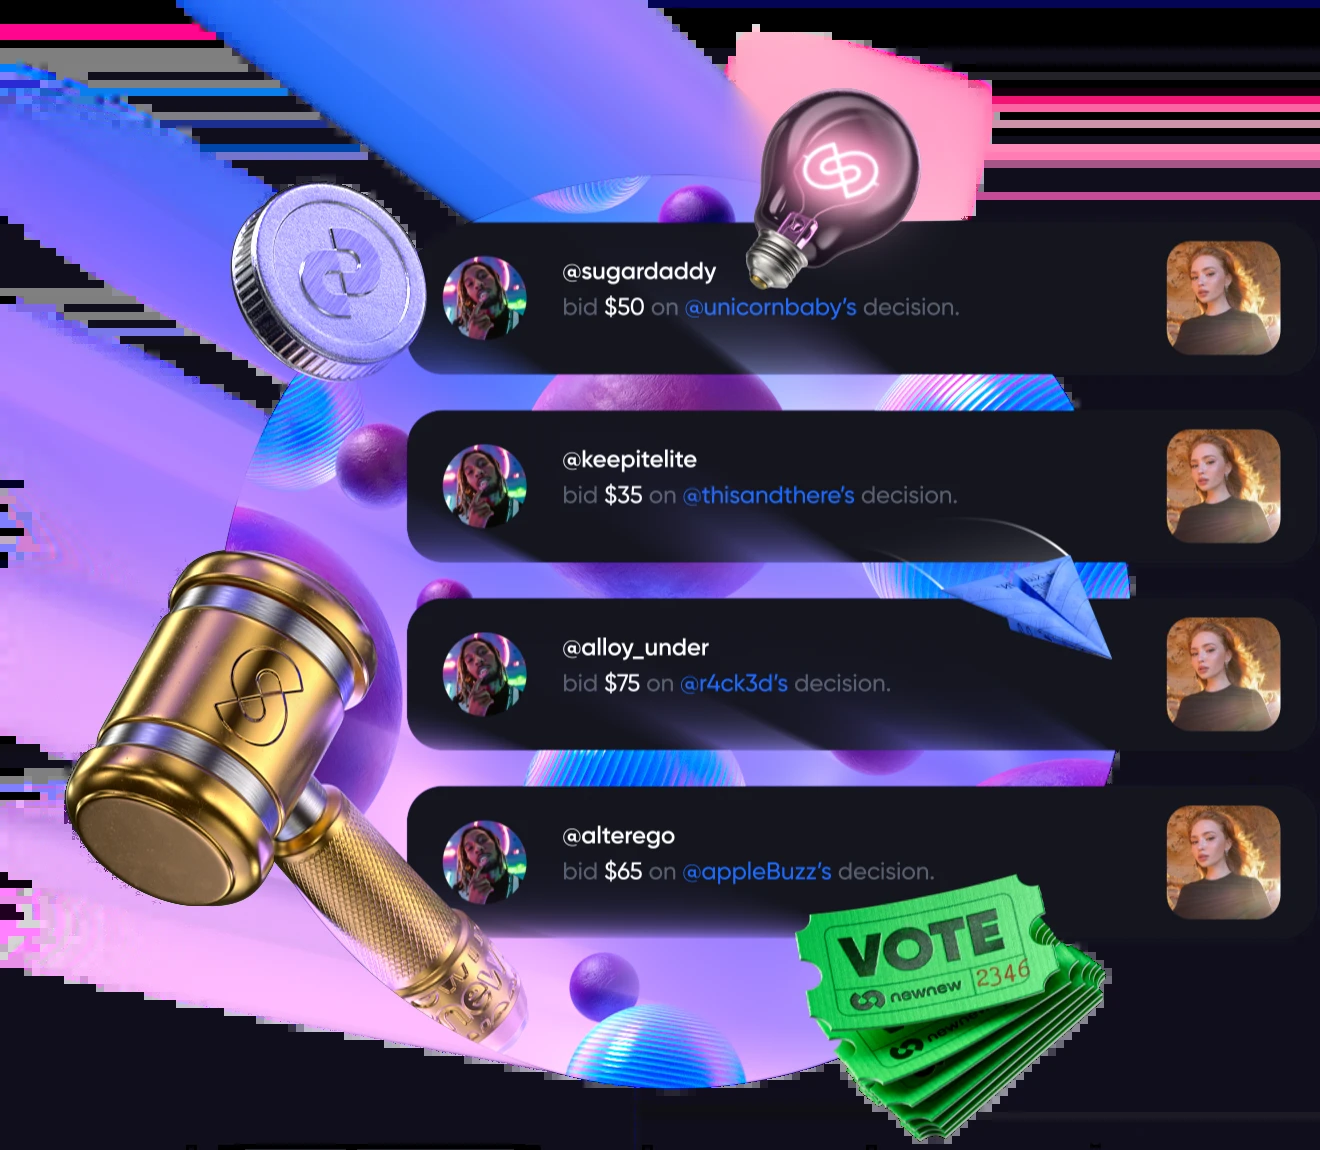 @sugardaddy
bid $50 on @unicornbaby's decision.
@keepitelite
bid $35 on @thisandthere's decision.
@alloy_under
bid $75 on @r4ck3d's decision.
@alterego
bid $65 on @appleBuzz's decision.
VOTE
newnew 2346